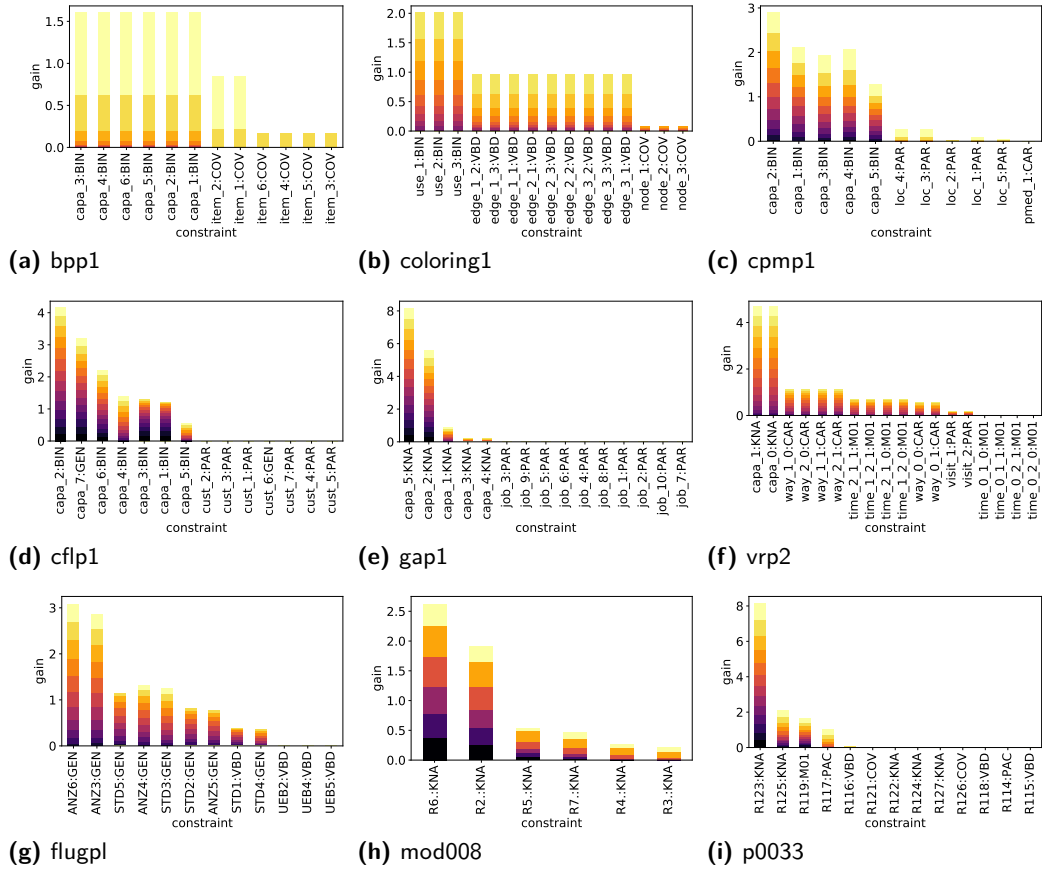 1.5
1.0
0.5
0.0
gain
capa_3:BIN
capa_4:BIN
capa_6:BIN
capa_5:BIN
capa_2:BIN
capa_1:BIN
item_2:COV
item_1:COV
item_6:COV
item_4:COV
item_5:COV
item_3:COV
constraint
(a) bpp1
2.0
1.5
1.0
0.5
0.0
gain
use_1:BIN
use_2:BIN
use_3:BIN
edge_1_2:VBD
edge_1_3:VBD
edge_1_1:VBD
edge_2_1:VBD
edge_2_2:VBD
edge_2_3:VBD
edge_3_2:VBD
edge_3_3:VBD
edge_3_1:VBD
node_1:COV
node_2:COV
node_3:COV
constraint
(b) coloring1
3
2
1
0
gain
capa_2:BIN
capa_1:BIN
capa_3:BIN
capa_4:BIN
capa_5:BIN
loc_4:PAR
loc_3:PAR
loc_2:PAR
loc_1:PAR
loc_5:PAR
pmed_1:CAR
constraint
(c) cpmp1
4
3
2
1
0
gain
capa_2:BIN
capa_7:GEN
capa_6:BIN
capa_4:BIN
capa_3:BIN
capa_1:BIN
capa_5:BIN
cust_2:PAR
cust_3:PAR
cust_1:PAR
cust_6:GEN
cust_7:PAR
cust_4:PAR
cust_5:PAR
constraint
(d) cflp1
8
6
4
2
0
gain
capa_5:KNA
capa_2:KNA
capa_1:KNA
capa_3:KNA
capa_4:KNA
job_3:PAR
job_9:PAR
job_5:PAR
job_6:PAR
job_4:PAR
job_8:PAR
job_1:PAR
job_2:PAR
job_10:PAR
job_7:PAR
constraint
(e) gap1
4
2
0
gain
capa_1:KNA
capa_0:KNA
way_1_0:CAR
way_2_0:CAR
way_1_1:CAR
way_2_1:CAR
time_2_1_1:M01
time_1_2_1:M01
time_2_1_0:M01
time_1_2_0:M01
way_0_0:CAR
way_0_1:CAR
visit_1:PAR
visit_2:PAR
time_0_1_0:M01
time_0_2_1:M01
time_0_1_1:M01
time_0_2_0:M01
constraint
(f) vrp2
3
2
1
0
gain
ANZ6:GEN
ANZ3:GEN
STD5:GEN
ANZ4:GEN
STD3:GEN
STD2:GEN
ANZ5:GEN
STD1:VBD
STD4:GEN
UEB2:VBD
UEB4:VBD
UEB5:VBD
constraint
(g) flugpl
2.5
2.0
1.5
1.0
0.5
0.0
gain
R6.:KNA
R2.:KNA
R5.:KNA
R7.:KNA
R4.:KNA
R3.:KNA
constraint
(h) mod008
8
6
4
2
0
gain
R123:KNA
R125:KNA
R119:M01
R117:PAC
R116:VBD
R121:COV
R122:KNA
R124:KNA
R127:KNA
R126:COV
R118:VBD
R114:PAC
R115:VBD
constraint
(i) p0033